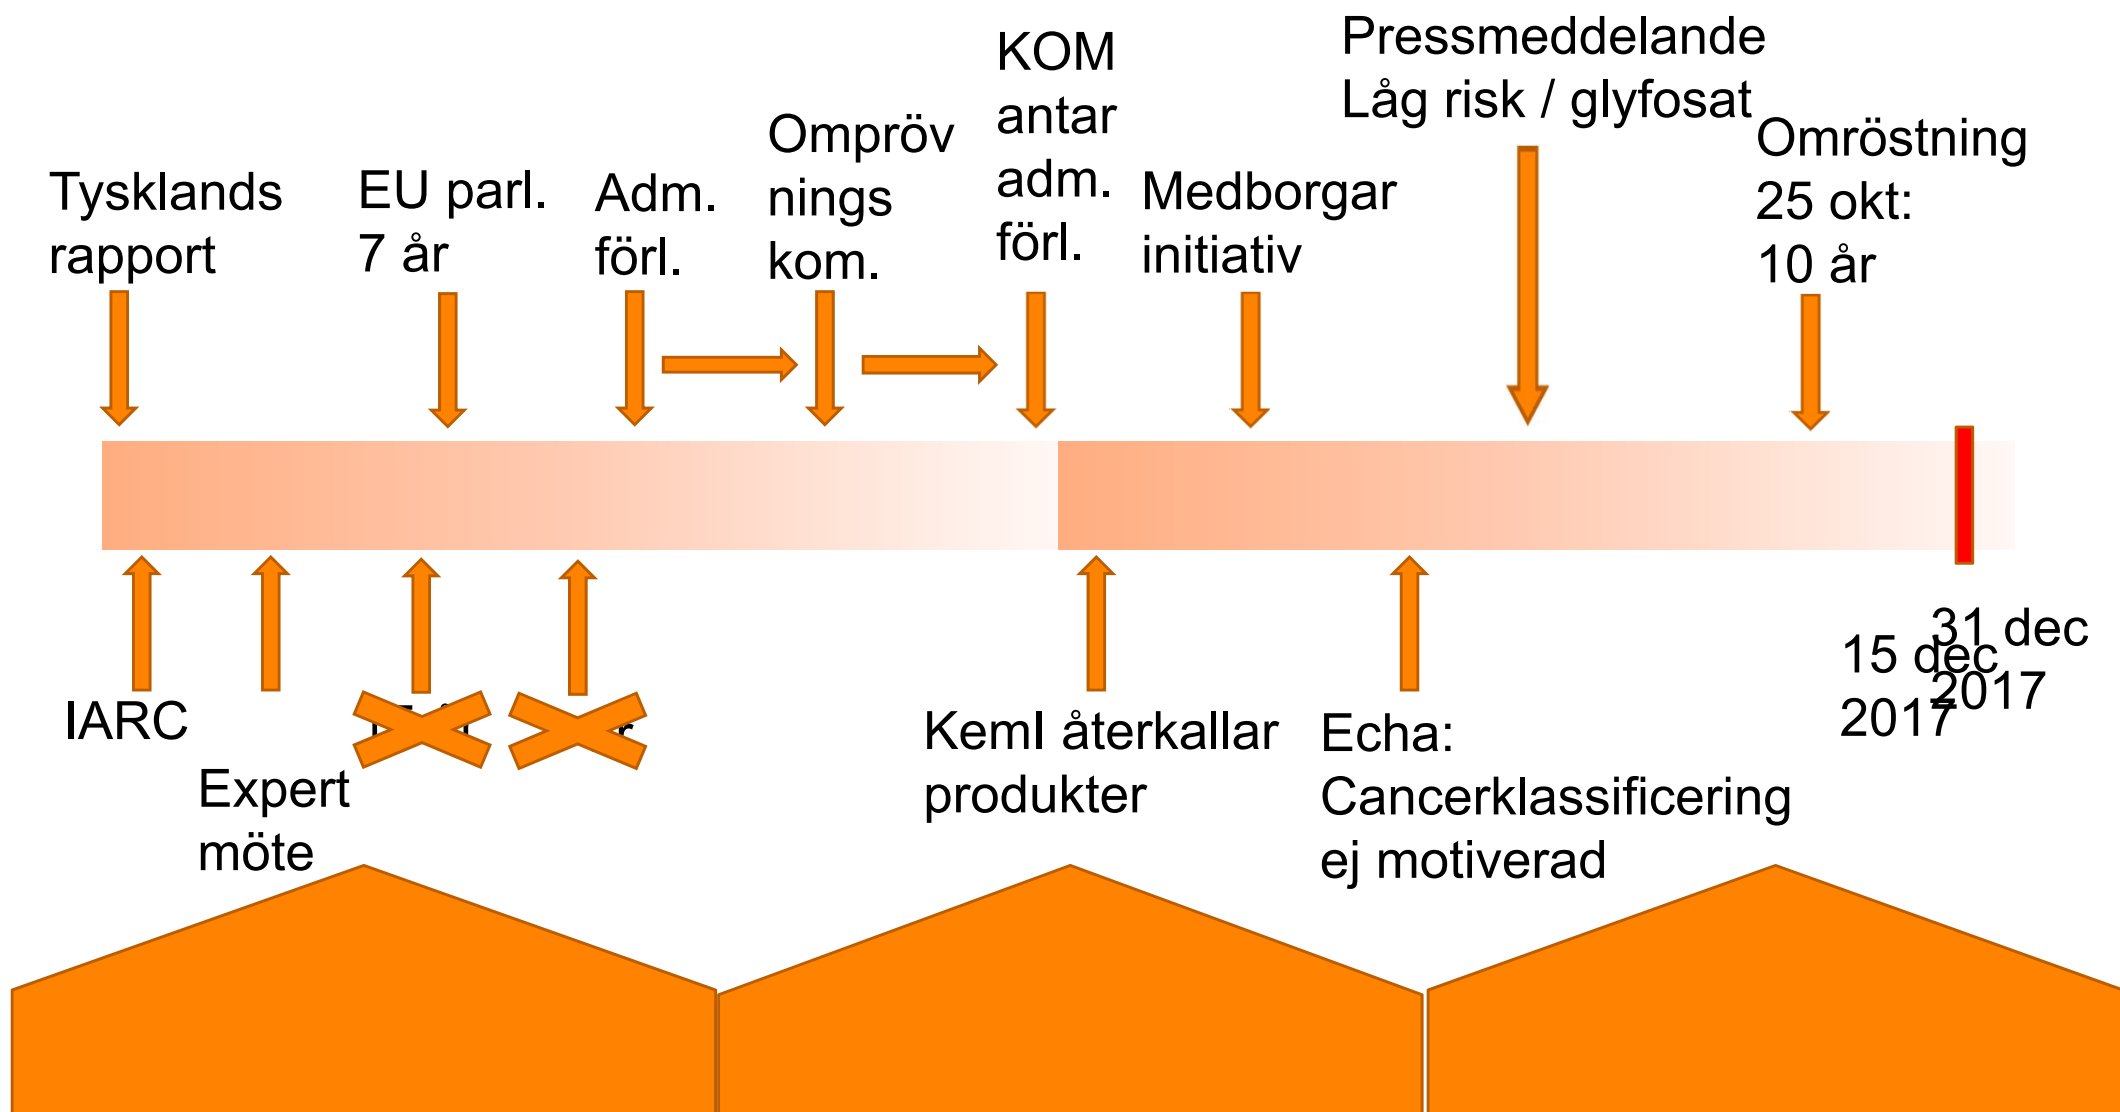 Pressmeddelande
Låg risk / glyfosat
KOM
antar
adm.
förl.
Ompröv
nings
kom.
Omröstning
25 okt:
10 år
Tysklands
rapport
EU parl.
7 år
Adm.
förl.
Medborgar
initiativ
IARC
Expert
möte
KemI återkallar
produkter
Echa:
Cancerklassificering
ej motiverad
15 dec
2017
31 dec
2017